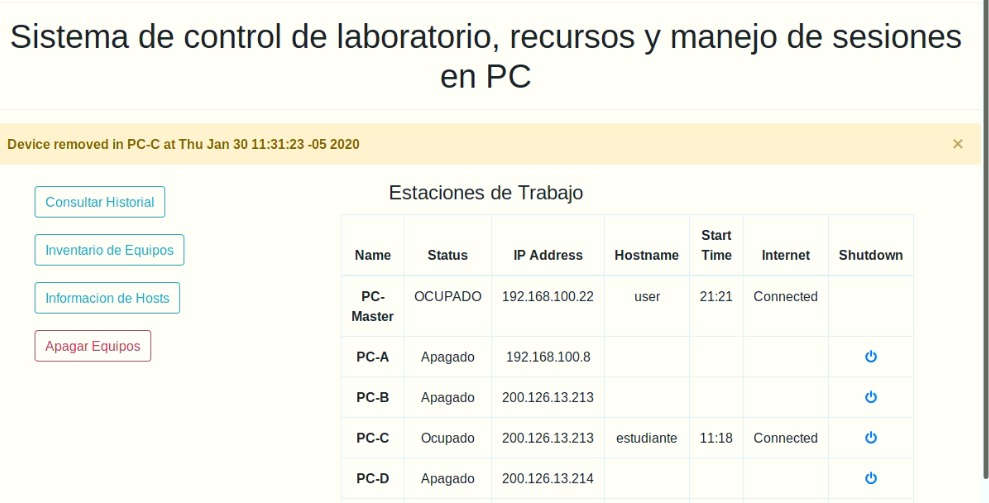 Sistema de control de laboratorio, recursos y manejo de sesiones
en PC
Device removed in PC-C at Thu Jan 30 11:31:23 -05 2020 ×
Consultar Historial
Inventario de Equipos
Informacion de Hosts
Apagar Equipos
Estaciones de Trabajo
Name Status IP Address Hostname Start Time Internet Shutdown
PC-Master OCUPADO 192.168.100.22 user 21:21 Connected
PC-A Apagado 192.168.100.8
PC-B Apagado 200.126.13.213
PC-C Ocupado 200.126.13.213 estudiante 11:18 Connected
PC-D Apagado 200.126.13.214